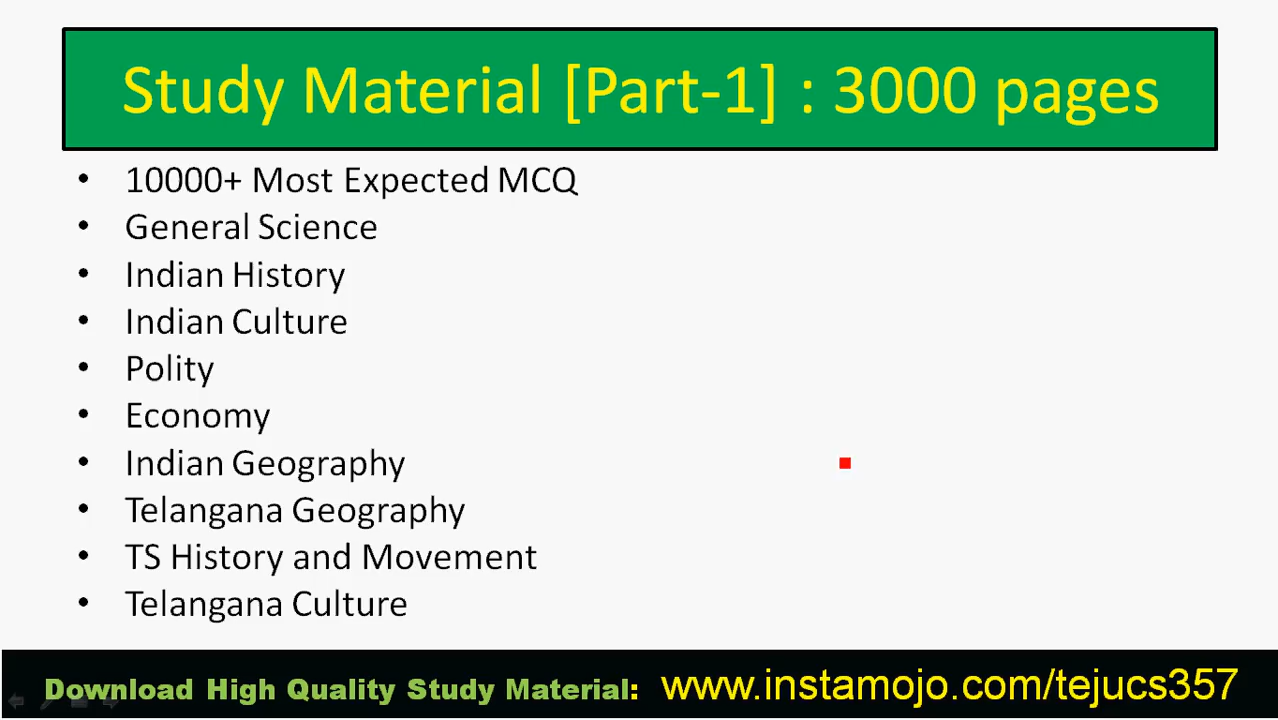 Study Material [Part-1] : 3000 pages
• 10000+ Most Expected MCQ
• General Science
• Indian History
• Indian Culture
• Polity
• Economy
• Indian Geography
• Telangana Geography
• TS History and Movement
• Telangana Culture
Download High Quality Study Material: www.instamojo.com/tejucs357